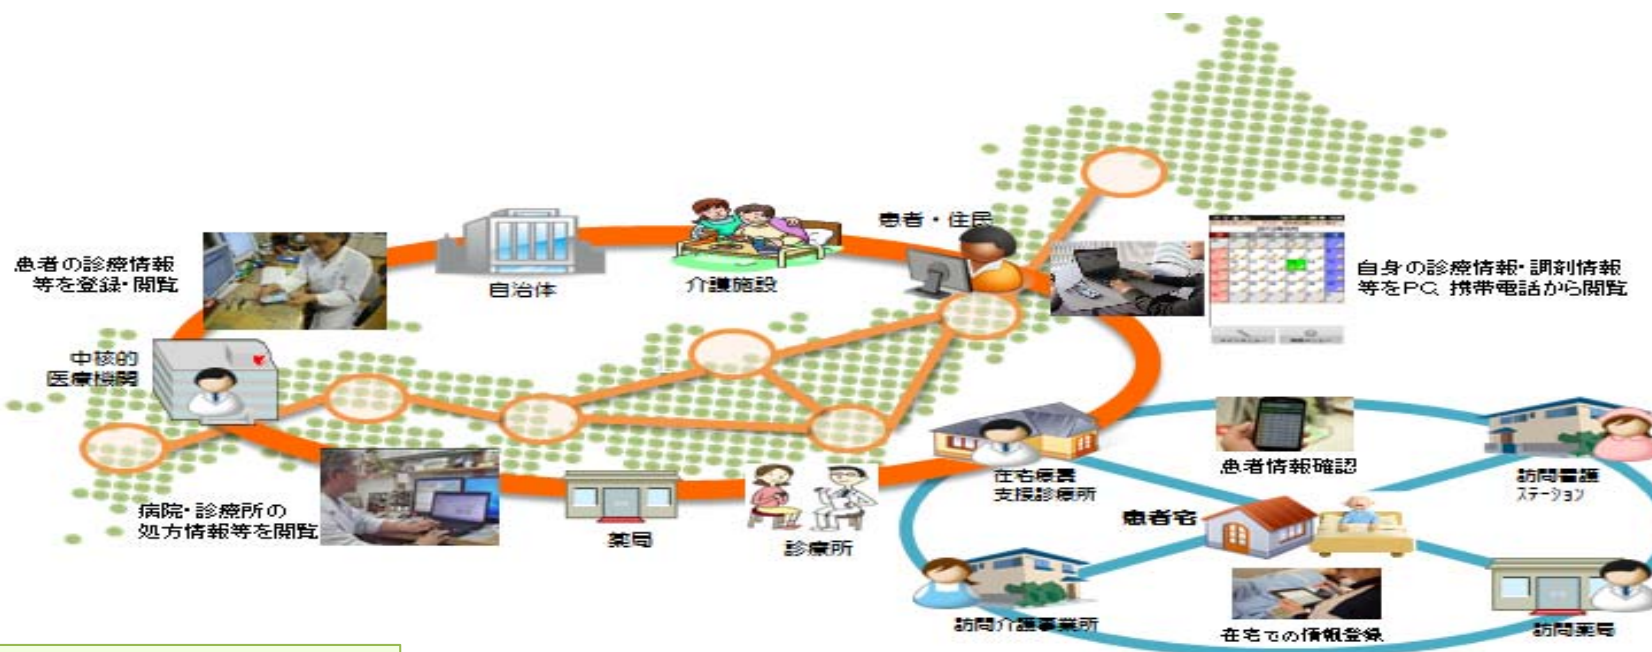 患者・住民
患者の診療情報
等を登録・閲覧
自治体
介護施設
自身の診療情報・調剤情報
等をPC、携帯電話から閲覧
中核的
医療機関
病院・診療所の
処方情報等を閲覧
薬局
診療所
在宅療養
支援診療所
患者情報確認
訪問看護
ステーション
患者宅
訪問介護事業所
在宅での情報登録
訪問薬局